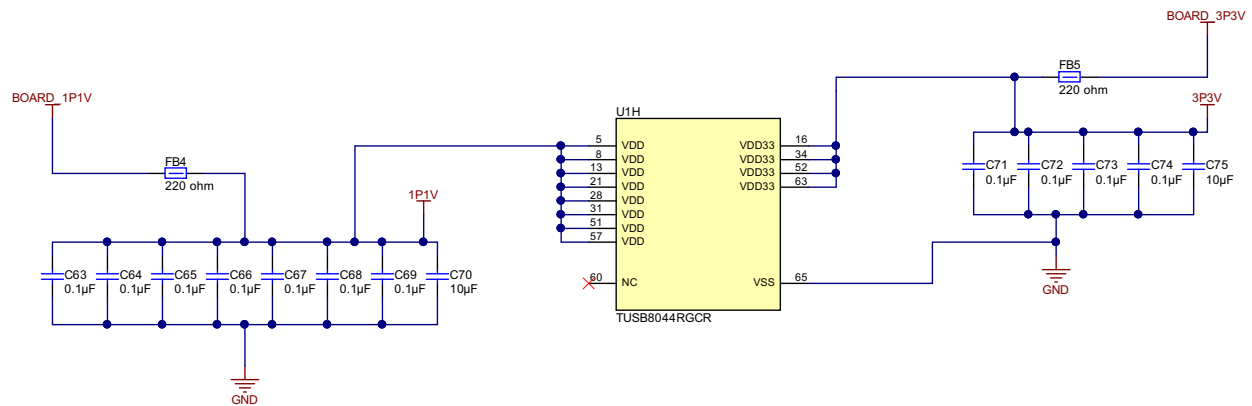 BOARD_3P3V
FB5
220 ohm
BOARD_1P1V
3P3V
U1H
5 VDD VDD33 16
8 VDD VDD33 34
13 VDD VDD33 52
21 VDD VDD33 63
28 VDD
31 VDD
51 VDD
57 VDD
60 NC VSS 65
TUSB8044RGCR
FB4
220 ohm
1P1V
C71 C72 C73 C74 C75
0.1µF 0.1µF 0.1µF 0.1µF 10µF
GND
C63 C64 C65 C66 C67 C68 C69 C70
0.1µF 0.1µF 0.1µF 0.1µF 0.1µF 0.1µF 0.1µF 10µF
GND